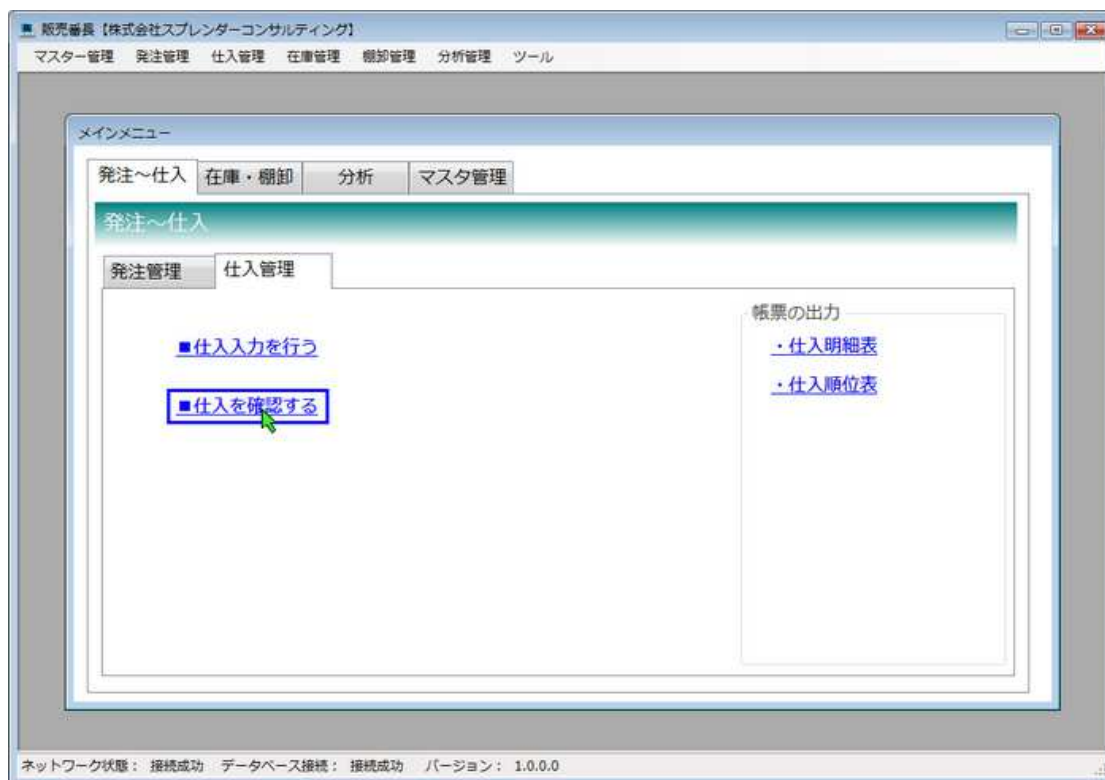 販売番長【株式会社スプレンダーコンサルティング】
マスター管理 発注管理 仕入管理 在庫管理 棚卸管理 分析管理 ツール
メインメニュー
発注~仕入 在庫・棚卸 分析 マスタ管理
発注~仕入
発注管理 仕入管理
帳票の出力
■仕入入力を行う ・仕入明細表
・仕入順位表
■仕入を確認する
ネットワーク状態： 接続成功 データベース接続： 接続成功 バージョン： 1.0.0.0